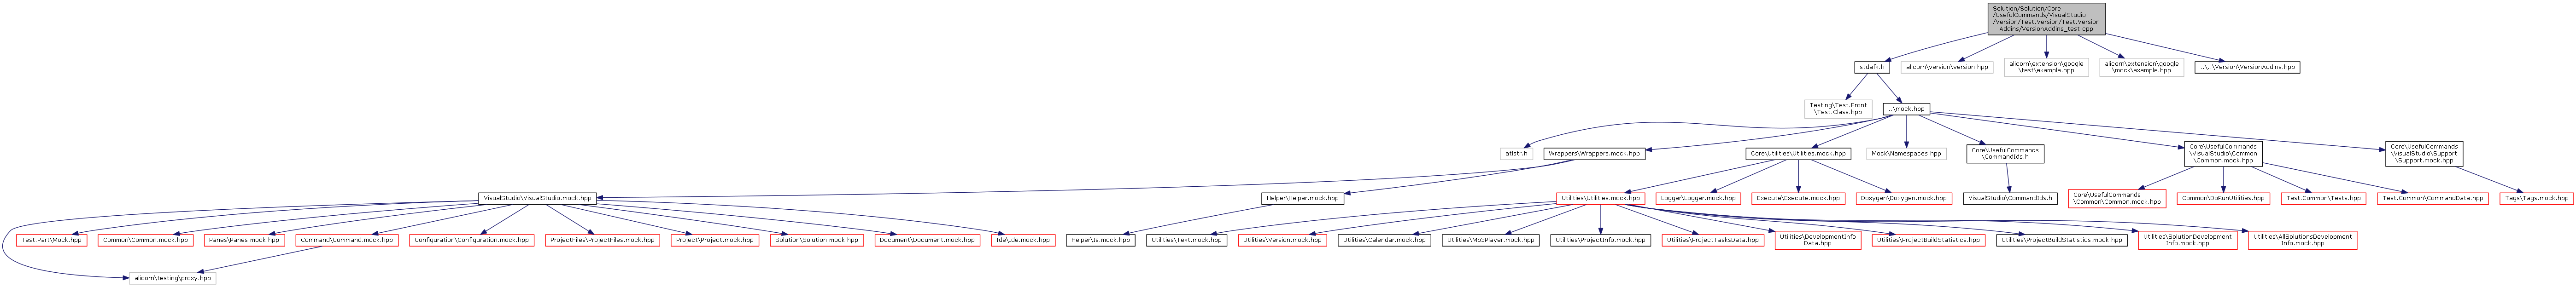 Solution/Solution/Core
/UsefulCommands/VisualStudio
/Version/Test.Version/Test.Version
Addins/VersionAddins_test.cpp
stdafx.h
alicorn\version\version.hpp
alicorn\extension\google
\test\example.hpp
alicorn\extension\google
\mock\example.hpp
..\..\Version\VersionAddins.hpp
Testing\Test.Front
\Test.Class.hpp
..\mock.hpp
atlstr.h
Wrappers\Wrappers.mock.hpp
Core\Utilities\Utilities.mock.hpp
Mock\Namespaces.hpp
Core\UsefulCommands
\CommandIds.h
Core\UsefulCommands
\VisualStudio\Common
\Common.mock.hpp
Core\UsefulCommands
\VisualStudio\Support
\Support.mock.hpp
VisualStudio\VisualStudio.mock.hpp
Helper\Helper.mock.hpp
Utilities\Utilities.mock.hpp
Logger\Logger.mock.hpp
Execute\Execute.mock.hpp
Doxygen\Doxygen.mock.hpp
VisualStudio\CommandIds.h
Core\UsefulCommands
\Common\Common.mock.hpp
Common\DoRunUtilities.hpp
Test.Common\Tests.hpp
Test.Common\CommandData.hpp
Tags\Tags.mock.hpp
Test.Part\Mock.hpp
Common\Common.mock.hpp
Panes\Panes.mock.hpp
Command\Command.mock.hpp
Configuration\Configuration.mock.hpp
ProjectFiles\ProjectFiles.mock.hpp
Project\Project.mock.hpp
Solution\Solution.mock.hpp
Document\Document.mock.hpp
Ide\Ide.mock.hpp
Helper\Is.mock.hpp
Utilities\Text.mock.hpp
Utilities\Version.mock.hpp
Utilities\Calendar.mock.hpp
Utilities\Mp3Player.mock.hpp
Utilities\ProjectInfo.mock.hpp
Utilities\ProjectTasksData.hpp
Utilities\DevelopmentInfo
Data.hpp
Utilities\ProjectBuildStatistics.hpp
Utilities\ProjectBuildStatistics.mock.hpp
Utilities\SolutionDevelopment
Info.mock.hpp
Utilities\AllSolutionsDevelopment
Info.mock.hpp
alicorn\testing\proxy.hpp